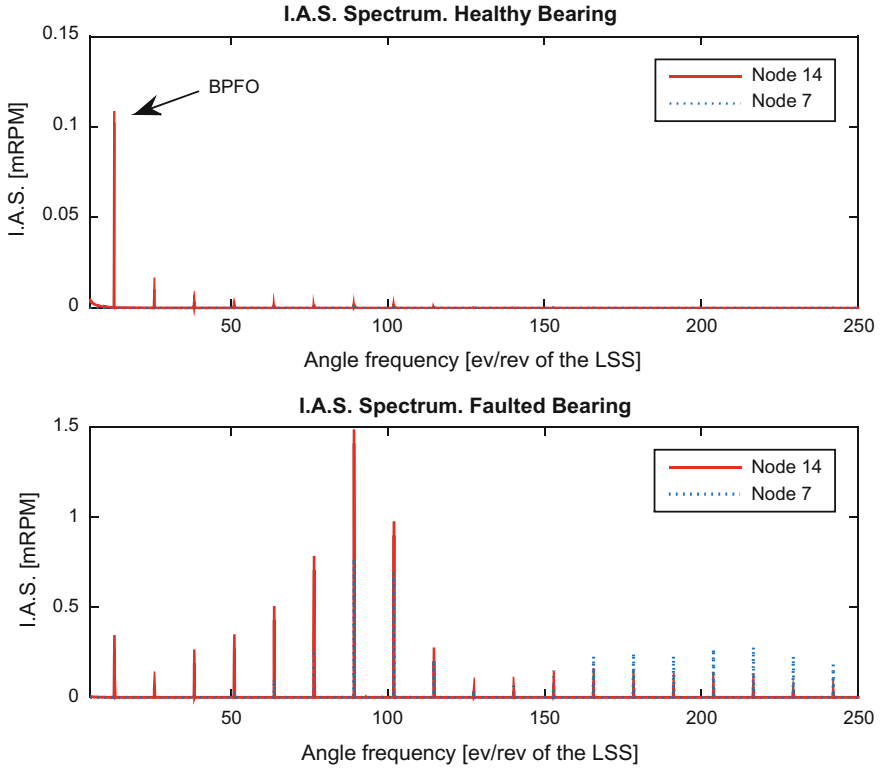 I.A.S. Spectrum. Healthy Bearing
0.15
0.1
0.05
0
I.A.S. [mRPM]
BPFO
Node 14
Node 7
50 100 150 200 250
Angle frequency [ev/rev of the LSS]
I.A.S. Spectrum. Faulted Bearing
1.5
1
0.5
0
I.A.S. [mRPM]
Node 14
Node 7
50 100 150 200 250
Angle frequency [ev/rev of the LSS]